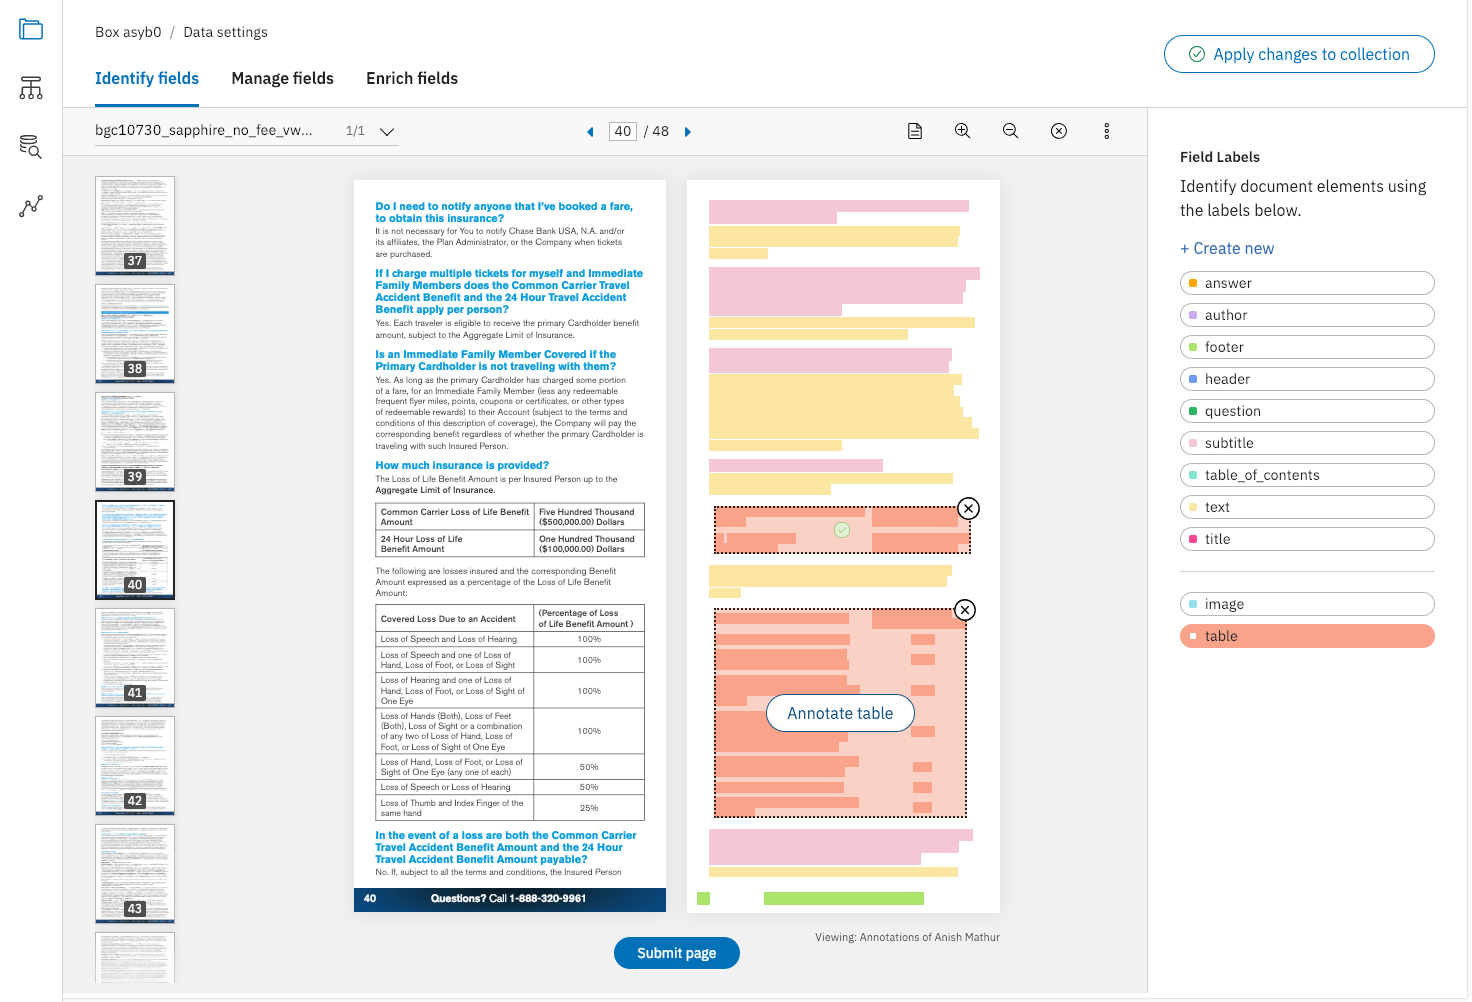 Box asyb0 / Data settings
Apply changes to collection
Identify fields Manage fields Enrich fields
bgc10730_sapphire_no_fee_vw... 1/1 40 / 48
37
38
39
40
41
42
43
Do I need to notify anyone that I've booked a fare,
to obtain this insurance?
It is not necessary for You to notify Chase Bank USA, N.A. and/or
its affiliates, the Plan Administrator, or the Company when tickets
are purchased.
If I charge multiple tickets for myself and Immediate
Family Members does the Common Carrier Travel
Accident Benefit and the 24 Hour Travel Accident
Benefit apply per person?
Yes. Each traveler is eligible to receive the primary Cardholder benefit
amount, subject to the Aggregate Limit of Insurance.
Is an Immediate Family Member Covered if the
Primary Cardholder is not traveling with them?
Yes. As long as the primary Cardholder has charged some portion
of a fare, for an Immediate Family Member (less any redeemable
frequent flyer miles, points, coupons or certificates, or other types
of redeemable rewards) to their Account (subject to the terms and
conditions of this description of coverage), the Company will pay the
corresponding benefit regardless of whether the primary Cardholder is
traveling with such Insured Person.
How much insurance is provided?
The Loss of Life Benefit Amount is per Insured Person up to the
Aggregate Limit of Insurance.
Common Carrier Loss of Life Benefit Five Hundred Thousand
Amount ($500,000.00) Dollars
24 Hour Loss of Life One Hundred Thousand
Benefit Amount ($100,000.00) Dollars
The following are losses insured and the corresponding Benefit
Amount expressed as a percentage of the Loss of Life Benefit
Amount:
Covered Loss Due to an Accident (Percentage of Loss
of Life Benefit Amount )
Loss of Speech and Loss of Hearing 100%
Loss of Speech and one of Loss of
Hand, Loss of Foot, or Loss of Sight 100%
Loss of Hearing and one of Loss of
Hand, Loss of Foot, or Loss of Sight of 100%
One Eye
Loss of Hands (Both), Loss of Feet
(Both), Loss of Sight or a combination
of any two of Loss of Hand, Loss of 100%
Foot, or Loss of Sight of One Eye
Loss of Hand, Loss of Foot, or Loss of
Sight of One Eye (any one of each) 50%
Loss of Speech or Loss of Hearing 50%
Loss of Thumb and Index Finger of the
same hand 25%
In the event of a loss are both the Common Carrier
Travel Accident Benefit Amount and the 24 Hour
Travel Accident Benefit Amount payable?
No. If, subject to all the terms and conditions, the Insured Person
40 Questions? Call 1-888-320-9961
Annotate table
Viewing: Annotations of Anish Mathur
Submit page
Field Labels
Identify document elements using
the labels below.
+ Create new
answer
author
footer
header
question
subtitle
table_of_contents
text
title
image
table